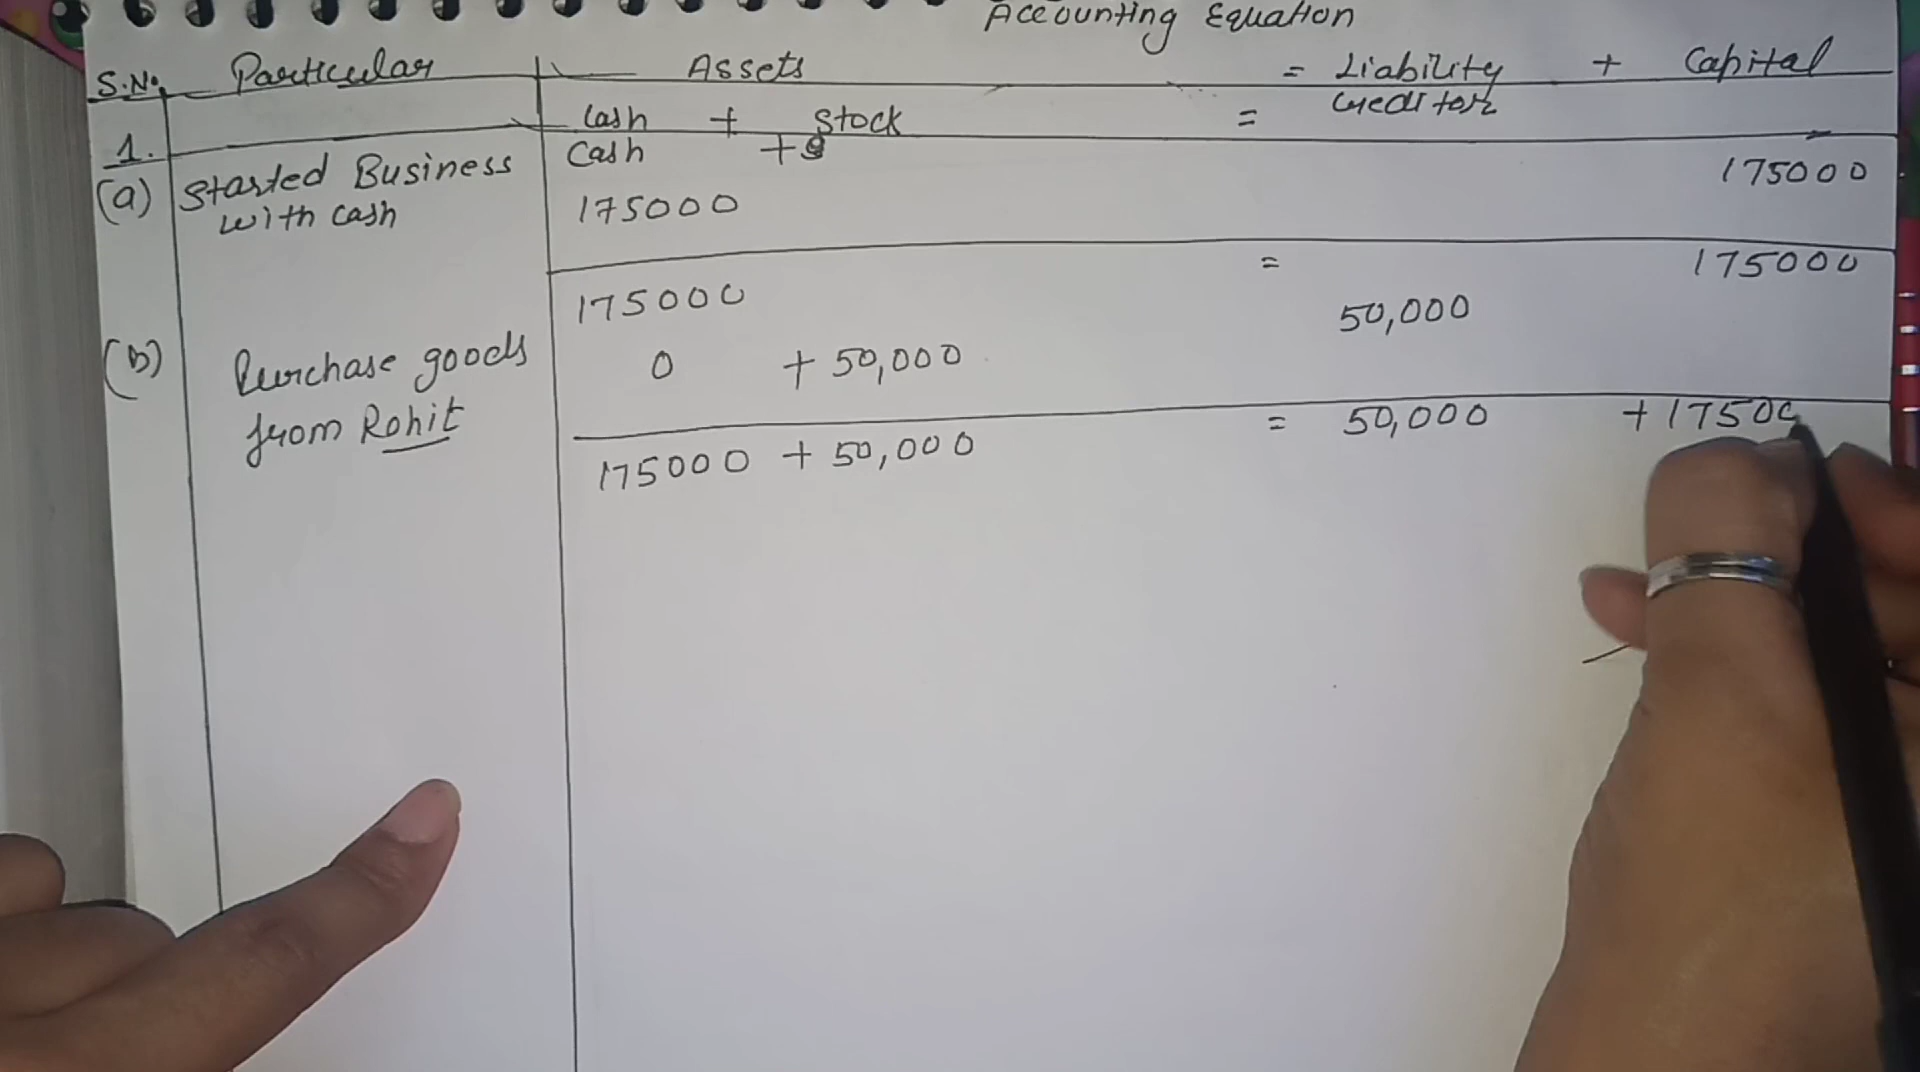 Accounting Equation
S.No. Particular Assets = Liability + Capital
Cash + Stock = Creditor
1. Cash +
(a) Started Business 175000
with cash 175000
175000 = 175000
50,000
(b) Purchase goods 0 + 50,000
from Rohit = 50,000 + 17500
175000 + 50,000